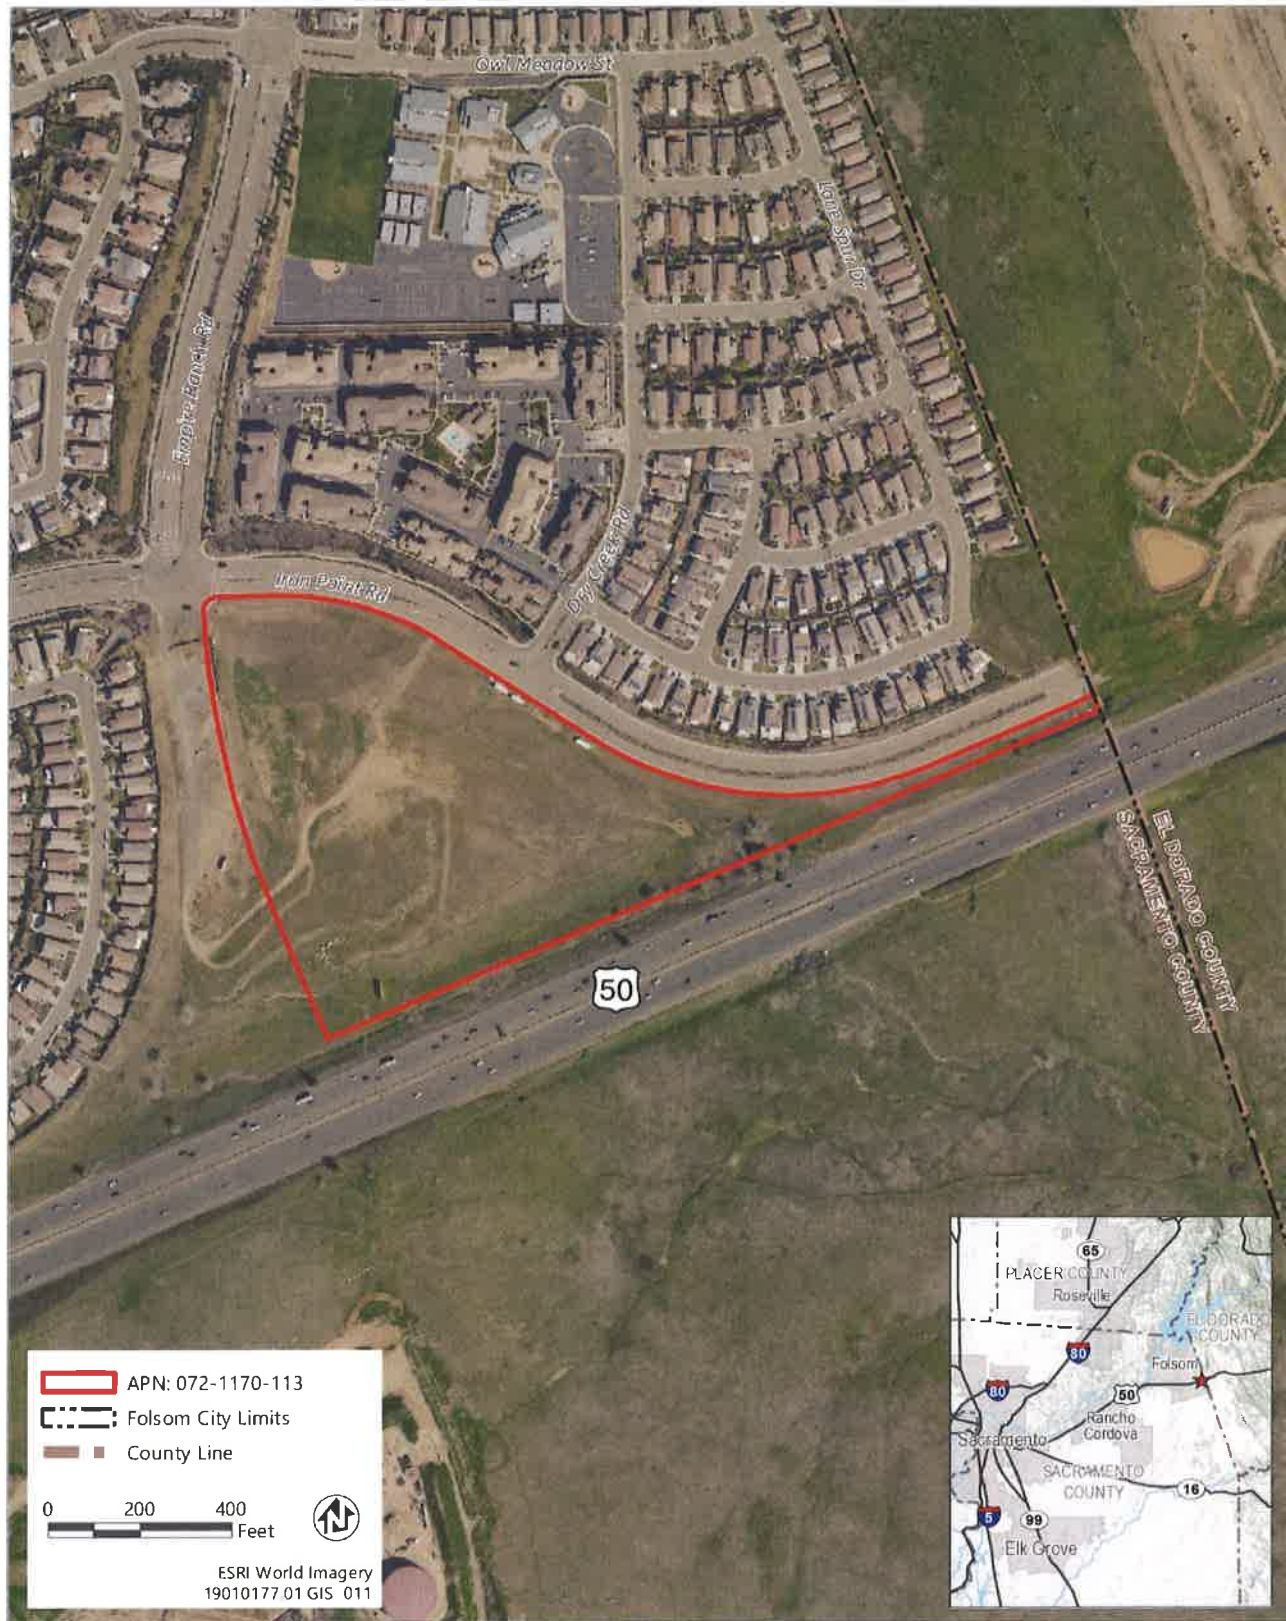 Owl Meadow St
Lane Spur Dr
Empire Ranch Rd
Iron Point Rd
Dry Creek Rd
EL DORADO COUNTY
SACRAMENTO COUNTY
50
65
PLACER COUNTY
Roseville
EL DORADO
COUNTY
80
Folsom
80
50
Rancho
Cordova
Sacramento
SACRAMENTO
COUNTY
16
5
99
Elk Grove
APN: 072-1170-113
Folsom City Limits
County Line
0 200 400
Feet
N
ESRI World Imagery
19010177.01 GIS 011